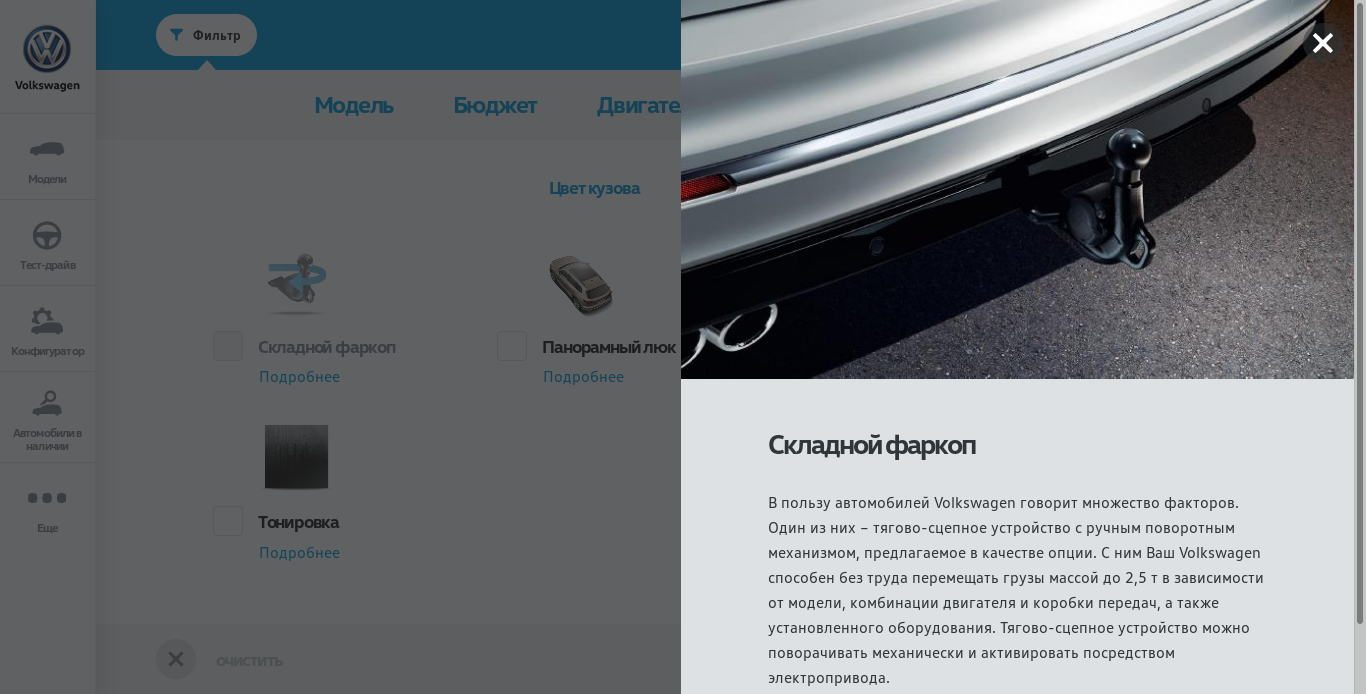 Volkswagen
Модели
Тест-драйв
Конфигуратор
Автомобили в
наличии
Еще
Фильтр
Модель Бюджет
Цвет кузова
Складной фаркоп Панорамный люк
Подробнее Подробнее
Тонировка
Подробнее
ОЧИСТИТЬ
Складной фаркоп
В пользу автомобилей Volkswagen говорит множество факторов.
Один из них – тягово-сцепное устройство с ручным поворотным
механизмом, предлагаемое в качестве опции. С ним Ваш Volkswagen
способен без труда перемещать грузы массой до 2,5 т в зависимости
от модели, комбинации двигателя и коробки передач, а также
установленного оборудования. Тягово-сцепное устройство можно
поворачивать механически и активировать посредством
электропривода.